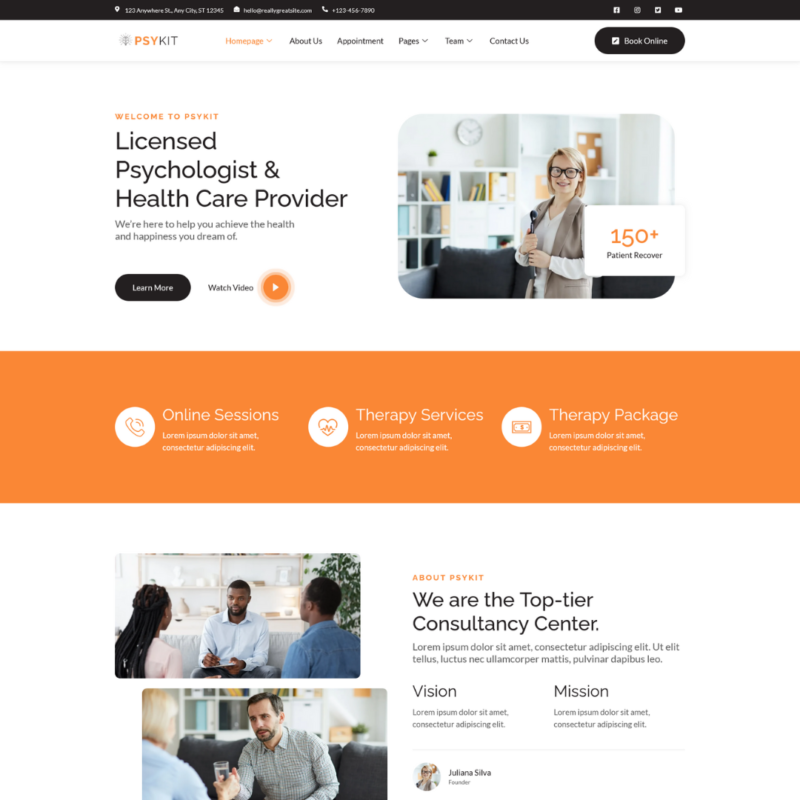 123 Anywhere St., Any City, ST 12345 hello@reallygreatsite.com +123-456-7890
PSYKIT Homepage About Us Appointment Pages Team Contact Us Book Online
WELCOME TO PSYKIT
Licensed
Psychologist &
Health Care Provider
We're here to help you achieve the health
and happiness you dream of.
150+
Patient Recover
Learn More Watch Video
Online Sessions
Lorem ipsum dolor sit amet,
consectetur adipiscing elit.
Therapy Services
Lorem ipsum dolor sit amet,
consectetur adipiscing elit.
Therapy Package
Lorem ipsum dolor sit amet,
consectetur adipiscing elit.
ABOUT PSYKIT
We are the Top-tier
Consultancy Center.
Lorem ipsum dolor sit amet, consectetur adipiscing elit. Ut elit
tellus, luctus nec ullamcorper mattis, pulvinar dapibus leo.
Vision
Lorem ipsum dolor sit amet,
consectetur adipiscing elit.
Mission
Lorem ipsum dolor sit amet,
consectetur adipiscing elit.
Juliana Silva
Founder